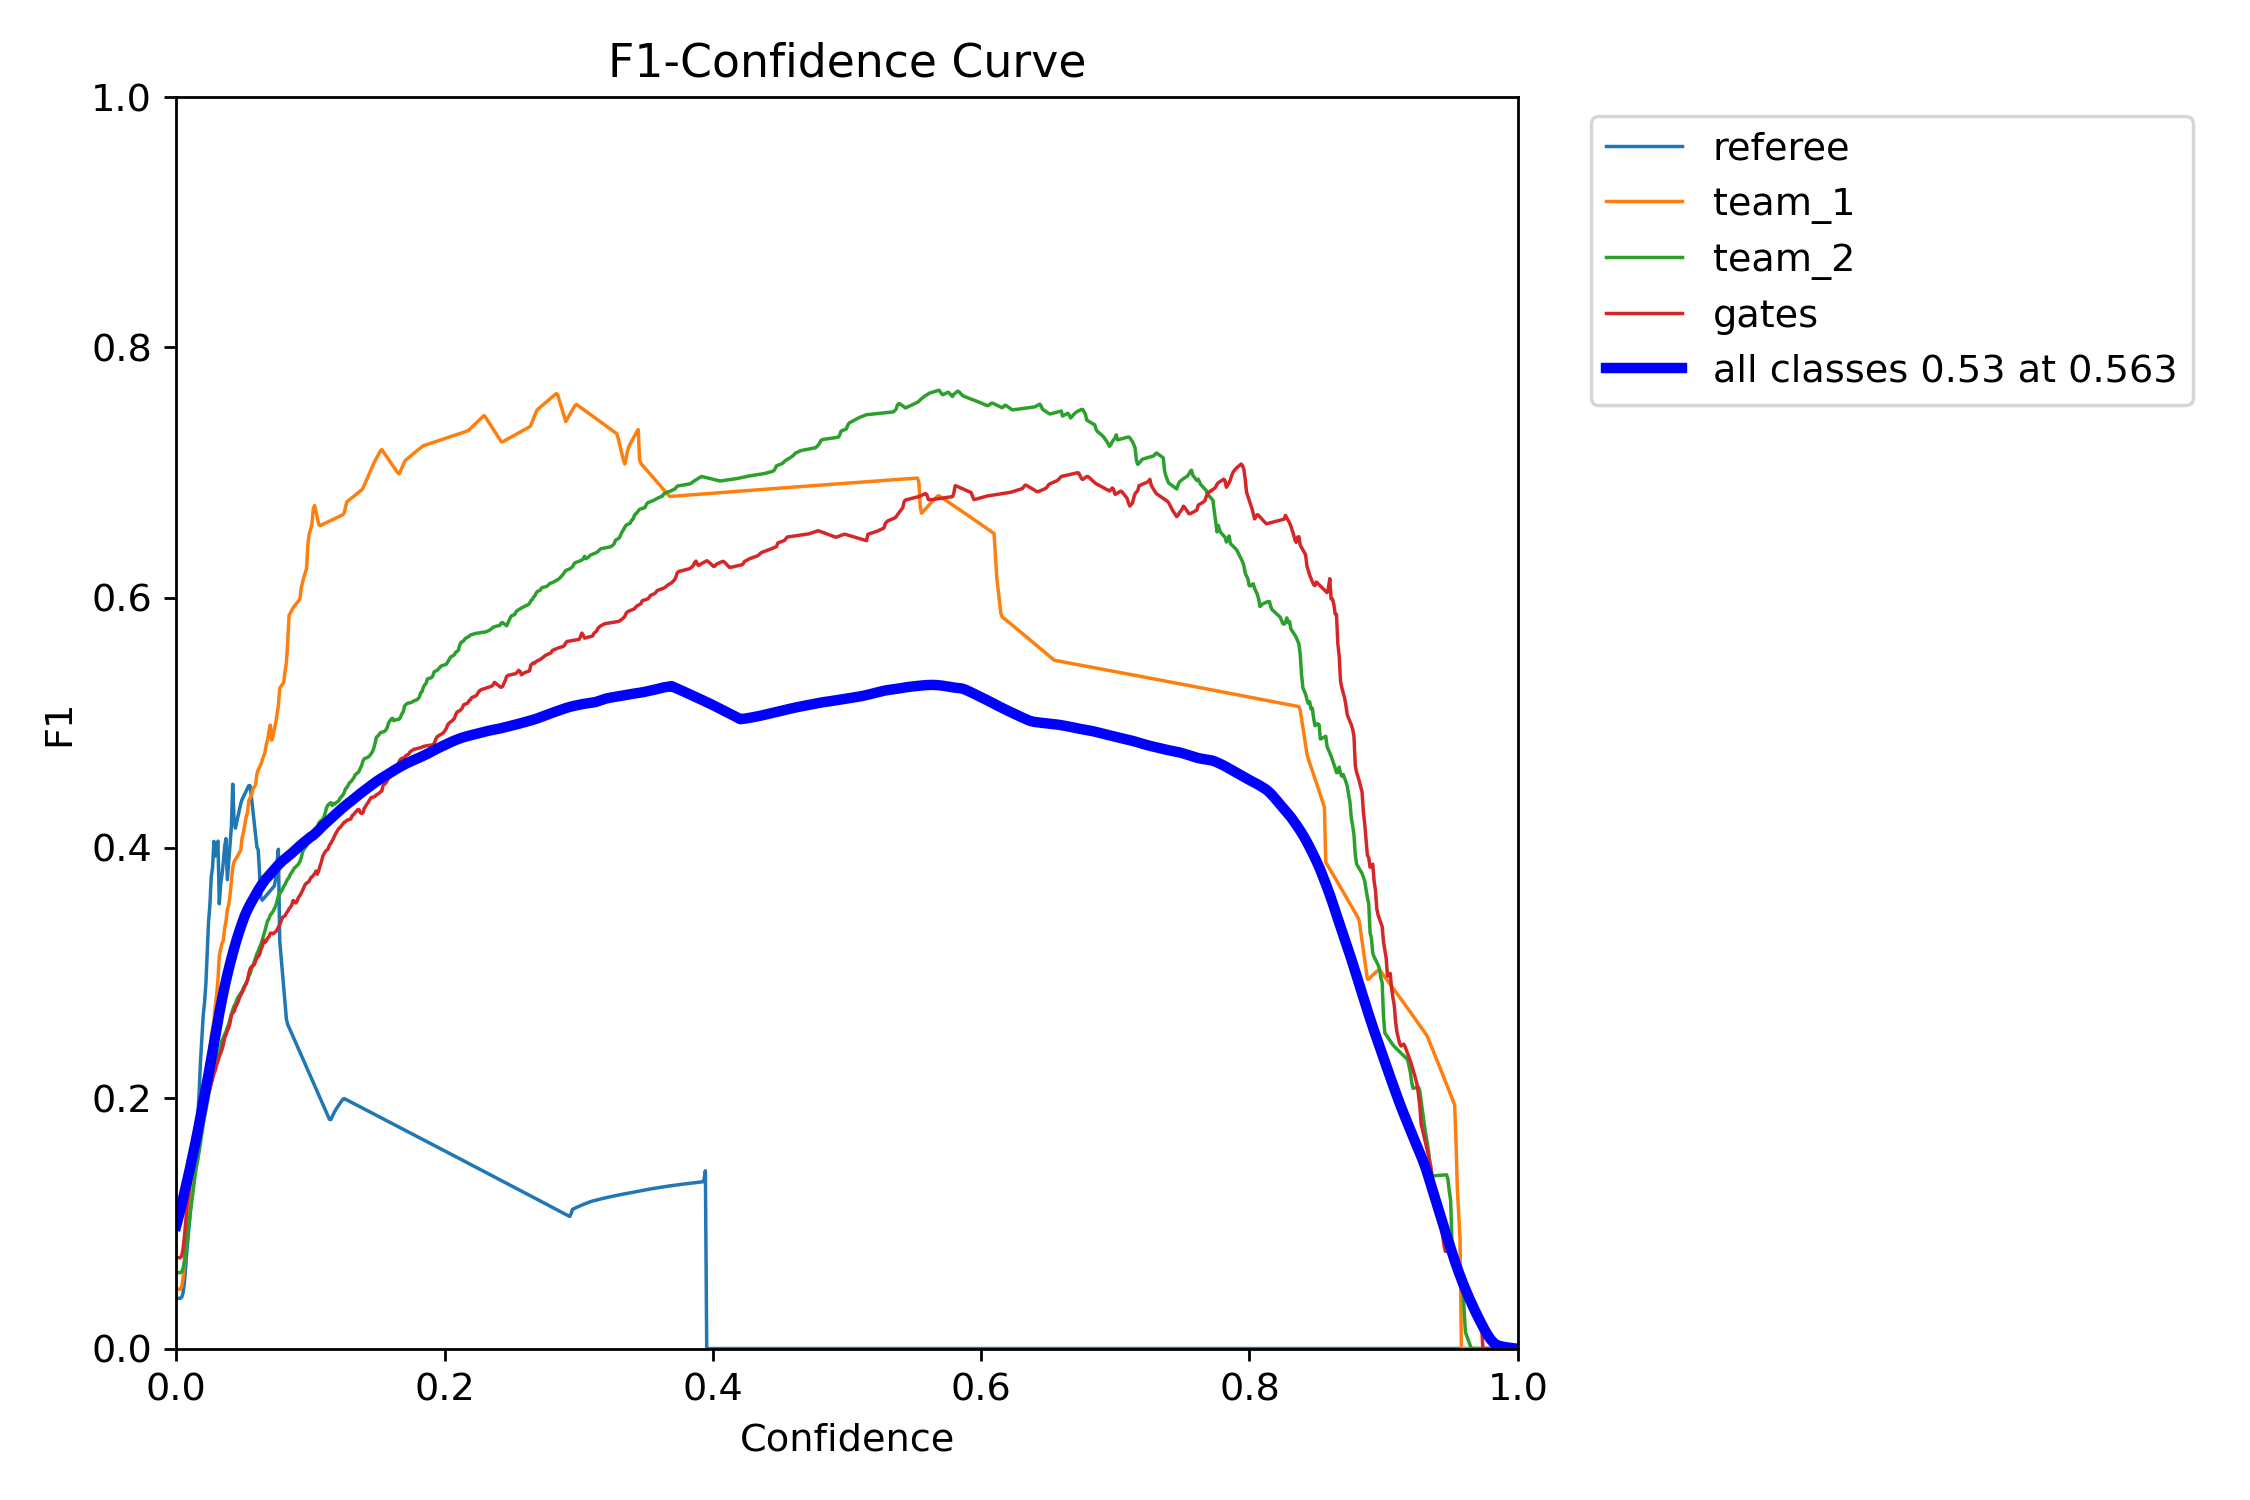 F1-Confidence Curve
1.0
0.8
0.6
0.4
0.2
0.0
F1
0.0 0.2 0.4 0.6 0.8 1.0
Confidence
referee
team_1
team_2
gates
all classes 0.53 at 0.563